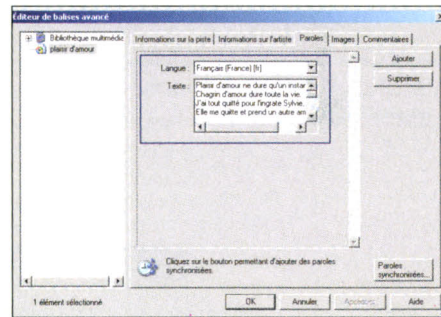 Éditeur de balises avancé
Bibliothèque multimédia
plaisir d'amour
Informations sur la piste
Informations sur l'artiste
Paroles
Images
Commentaires
Langue : Français (France) [fr]
Texte : Plaisir d'amour ne dure qu'un instar
Chagrin d'amour dure toute la vie.
J'ai tout quitté pour l'ingrate Sylvie.
Elle me quitte et prend un autre am
Ajouter
Supprimer
Cliquez sur le bouton permettant d'ajouter des paroles
synchronisées.
Paroles
synchronisées...
1 élément sélectionné
OK
Annuler
Aide